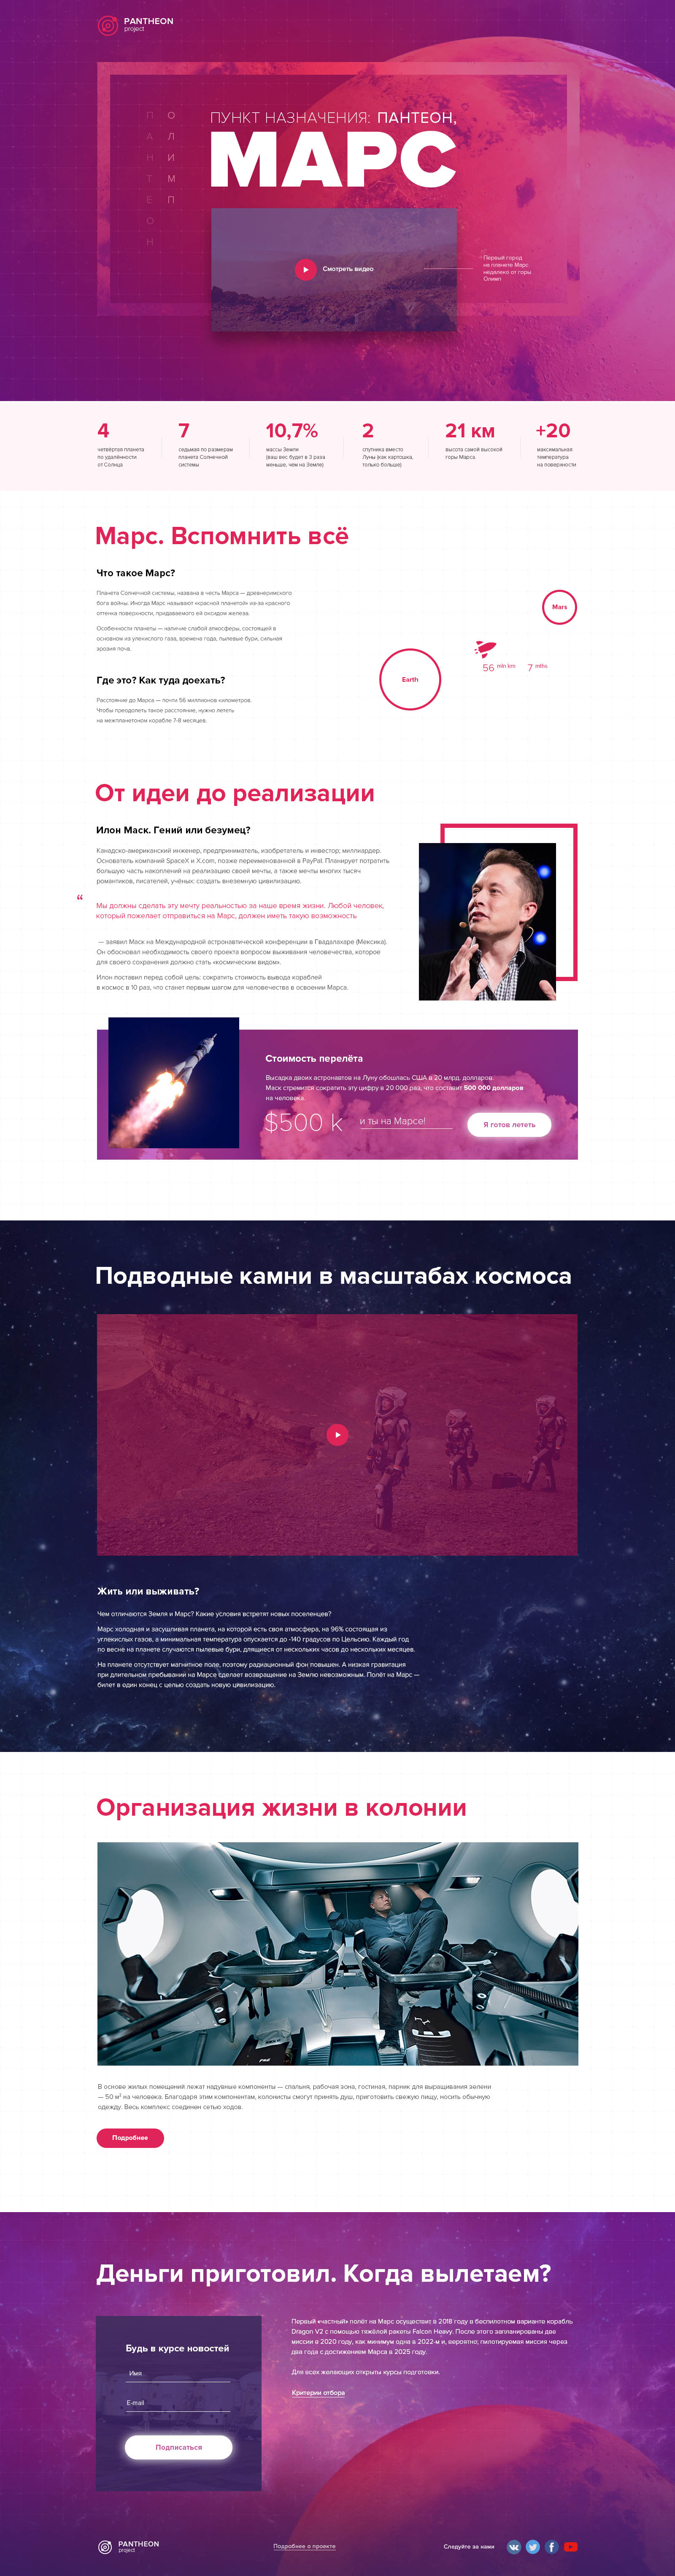 PANTHEON
project
ПАНТЕОН
ОЛИМП
ПУНКТ НАЗНАЧЕНИЯ: ПАНТЕОН,
МАРС
Смотреть видео
Первый город
на планете Марс
недалеко от горы
Олимп
4
четвёртая планета
по удалённости
от Солнца
7
седьмая по размерам
планета Солнечной
системы
10,7%
массы Земли
(ваш вес будет в 3 раза
меньше, чем на Земле)
2
спутника вместо
Луны (как картошка,
только больше)
21 км
высота самой высокой
горы Марса
+20
максимальная
температура
на поверхности
Марс. Вспомнить всё
Что такое Марс?
Планета Солнечной системы, названа в честь Марса — древнеримского
бога войны. Иногда Марс называют «красной планетой» из-за красного
оттенка поверхности, придаваемого ей оксидом железа.
Особенности планеты — наличие слабой атмосферы, состоящей в
основном из углекислого газа, времена года, пылевые бури, сильная
эрозия почв.
Mars
Earth
56 mln km 7 mths
Где это? Как туда доехать?
Расстояние до Марса — почти 56 миллионов километров.
Чтобы преодолеть такое расстояние, нужно лететь
на межпланетоном корабле 7-8 месяцев.
От идеи до реализации
Илон Маск. Гений или безумец?
Канадско-американский инженер, предприниматель, изобретатель и инвестор; миллиардер.
Основатель компаний SpaceX и X.com, позже переименованной в PayPal. Планирует потратить
большую часть накоплений на реализацию своей мечты, а также мечты многих тысяч
романтиков, писателей, учёных: создать внеземную цивилизацию.
“
Мы должны сделать эту мечту реальностью за наше время жизни. Любой человек,
который пожелает отправиться на Марс, должен иметь такую возможность
— заявил Маск на Международной астронавтической конференции в Гвадалахаре (Мексика).
Он обосновал необходимость своего проекта вопросом выживания человечества, которое
для своего сохранения должно стать «космическим видом».
Илон поставил перед собой цель: сократить стоимость вывода кораблей
в космос в 10 раз, что станет первым шагом для человечества в освоении Марса.
Стоимость перелёта
Высадка двоих астронавтов на Луну обошлась США в 20 млрд. долларов.
Маск стремится сократить эту цифру в 20 000 раз, что составит 500 000 долларов
на человека.
$500 k
и ты на Марсе!
Я готов лететь
Подводные камни в масштабах космоса
Жить или выживать?
Чем отличаются Земля и Марс? Какие условия встретят новых поселенцев?
Марс холодная и засушливая планета, на которой есть своя атмосфера, на 96% состоящая из
углекислых газов, а минимальная температура опускается до -140 градусов по Цельсию. Каждый год
по весне на планете случаются пылевые бури, длящиеся от нескольких часов до нескольких месяцев.
На планете отсутствует магнитное поле, поэтому радиационный фон повышен. А низкая гравитация
при длительном пребывании на Марсе сделает возвращение на Землю невозможным. Полёт на Марс —
билет в один конец с целью создать новую цивилизацию.
Организация жизни в колонии
В основе жилых помещений лежат надувные компоненты — спальня, рабочая зона, гостиная, парник для выращивания зелени
— 50 м² на человека. Благодаря этим компонентам, колонисты смогут принять душ, приготовить свежую пищу, носить обычную
одежду. Весь комплекс соединен сетью ходов.
Подробнее
Деньги приготовил. Когда вылетаем?
Будь в курсе новостей
Имя
E-mail
Подписаться
Первый «частный» полёт на Марс осуществит в 2018 году в беспилотном варианте корабль
Dragon V2 с помощью тяжёлой ракеты Falcon Heavy. После этого запланированы две
миссии в 2020 году, как минимум одна в 2022-м и, вероятно, пилотируемая миссия через
два года с достижением Марса в 2025 году.
Для всех желающих открыты курсы подготовки.
Критерии отбора
PANTHEON
project
Подробнее о проекте
Следуйте за нами